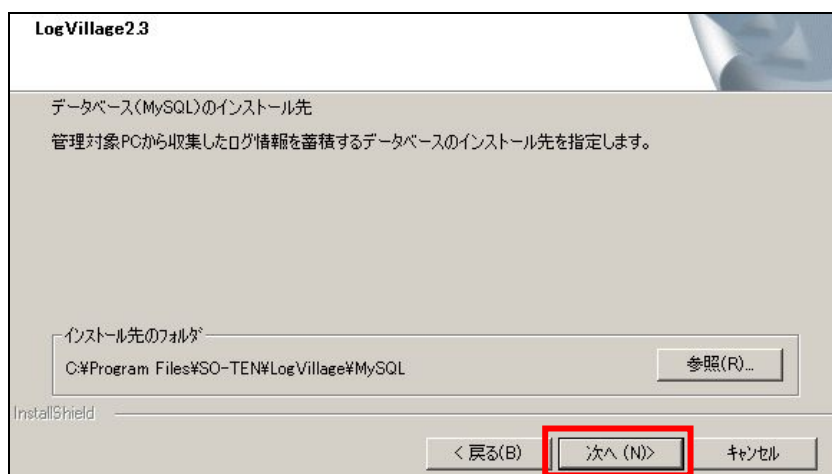 LogVillage2.3
データベース(MySQL)のインストール先
管理対象PCから収集したログ情報を蓄積するデータベースのインストール先を指定します。
インストール先のフォルダ
C:¥Program Files¥SO-TEN¥LogVillage¥MySQL
参照(R)...
InstallShield
< 戻る(B)
次へ (N)>
キャンセル